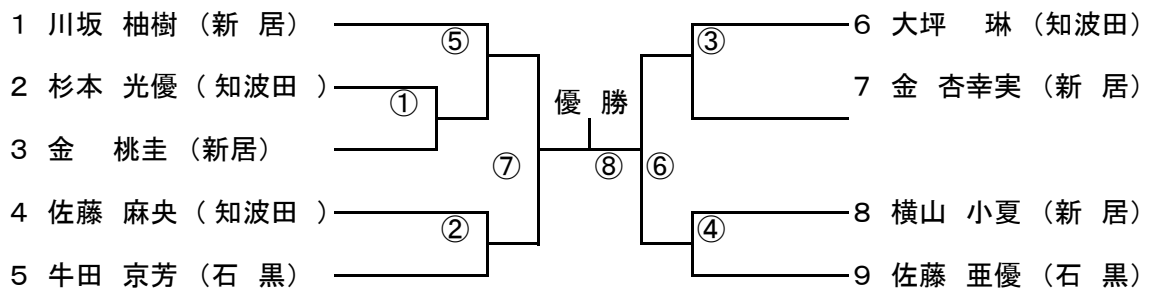 1 川坂 柚樹 （新 居）
2 杉本 光優 （ 知波田 ）
3 金 桃圭 （新居）
4 佐藤 麻央 （ 知波田 ）
5 牛田 京芳 （石 黒）
⑤
①
⑦
②
優 勝
⑧
③
⑥
④
6 大坪 琳 （知波田）
7 金 杏幸実 （新 居）
8 横山 小夏 （新 居）
9 佐藤 亜優 （石 黒）